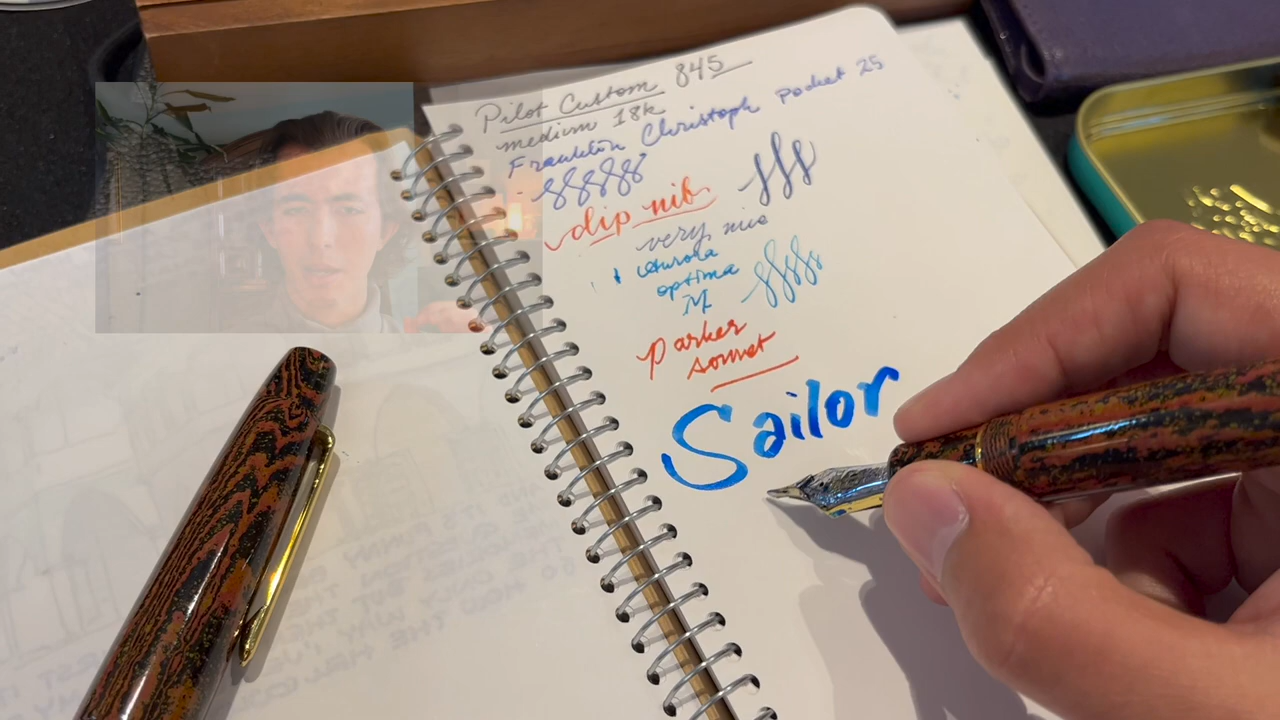 Pilot Custom 845
medium 18k
Franklin Christoph pocket 25
dip nib
very nice
Aurora
optima
M
parker
sonnet
Sailor